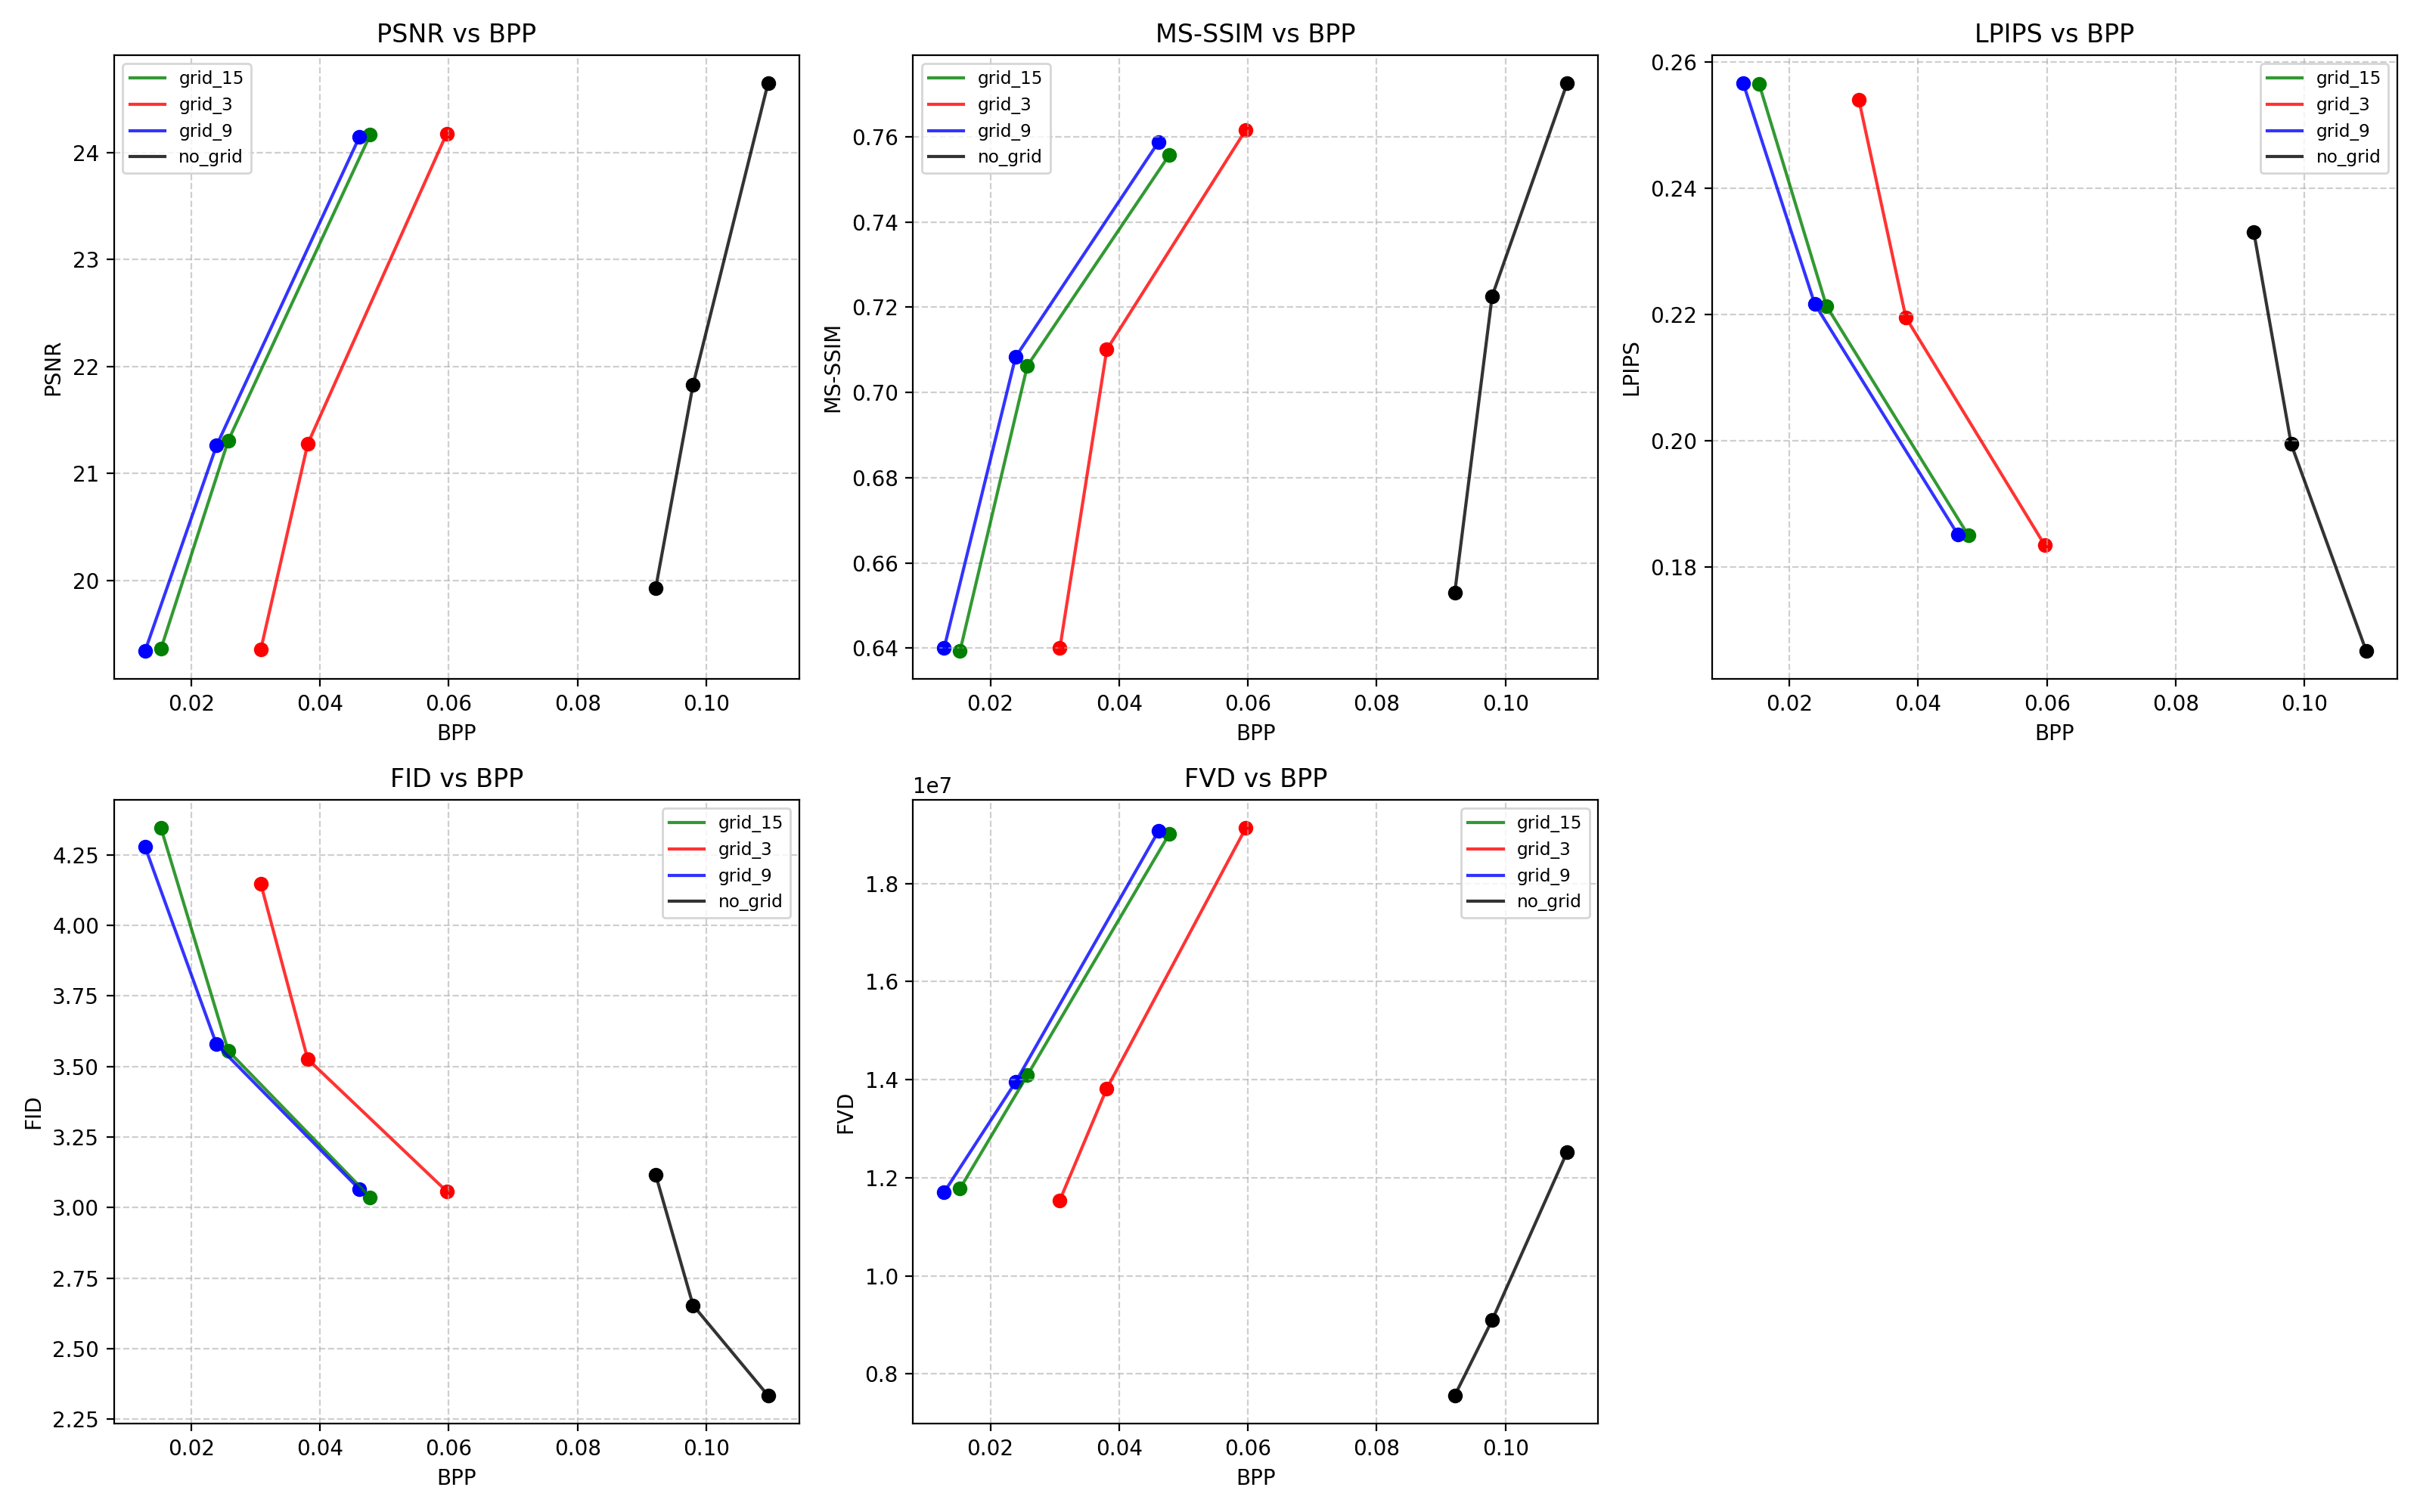 PSNR vs BPP
grid_15
grid_3
grid_9
no_grid
24
23
22
21
20
PSNR
0.02 0.04 0.06 0.08 0.10
BPP
MS-SSIM vs BPP
grid_15
grid_3
grid_9
no_grid
0.76
0.74
0.72
0.70
0.68
0.66
0.64
MS-SSIM
0.02 0.04 0.06 0.08 0.10
BPP
LPIPS vs BPP
grid_15
grid_3
grid_9
no_grid
0.26
0.24
0.22
0.20
0.18
LPIPS
0.02 0.04 0.06 0.08 0.10
BPP
FID vs BPP
grid_15
grid_3
grid_9
no_grid
4.25
4.00
3.75
3.50
3.25
3.00
2.75
2.50
2.25
FID
0.02 0.04 0.06 0.08 0.10
BPP
1e7
FVD vs BPP
grid_15
grid_3
grid_9
no_grid
1.8
1.6
1.4
1.2
1.0
0.8
FVD
0.02 0.04 0.06 0.08 0.10
BPP